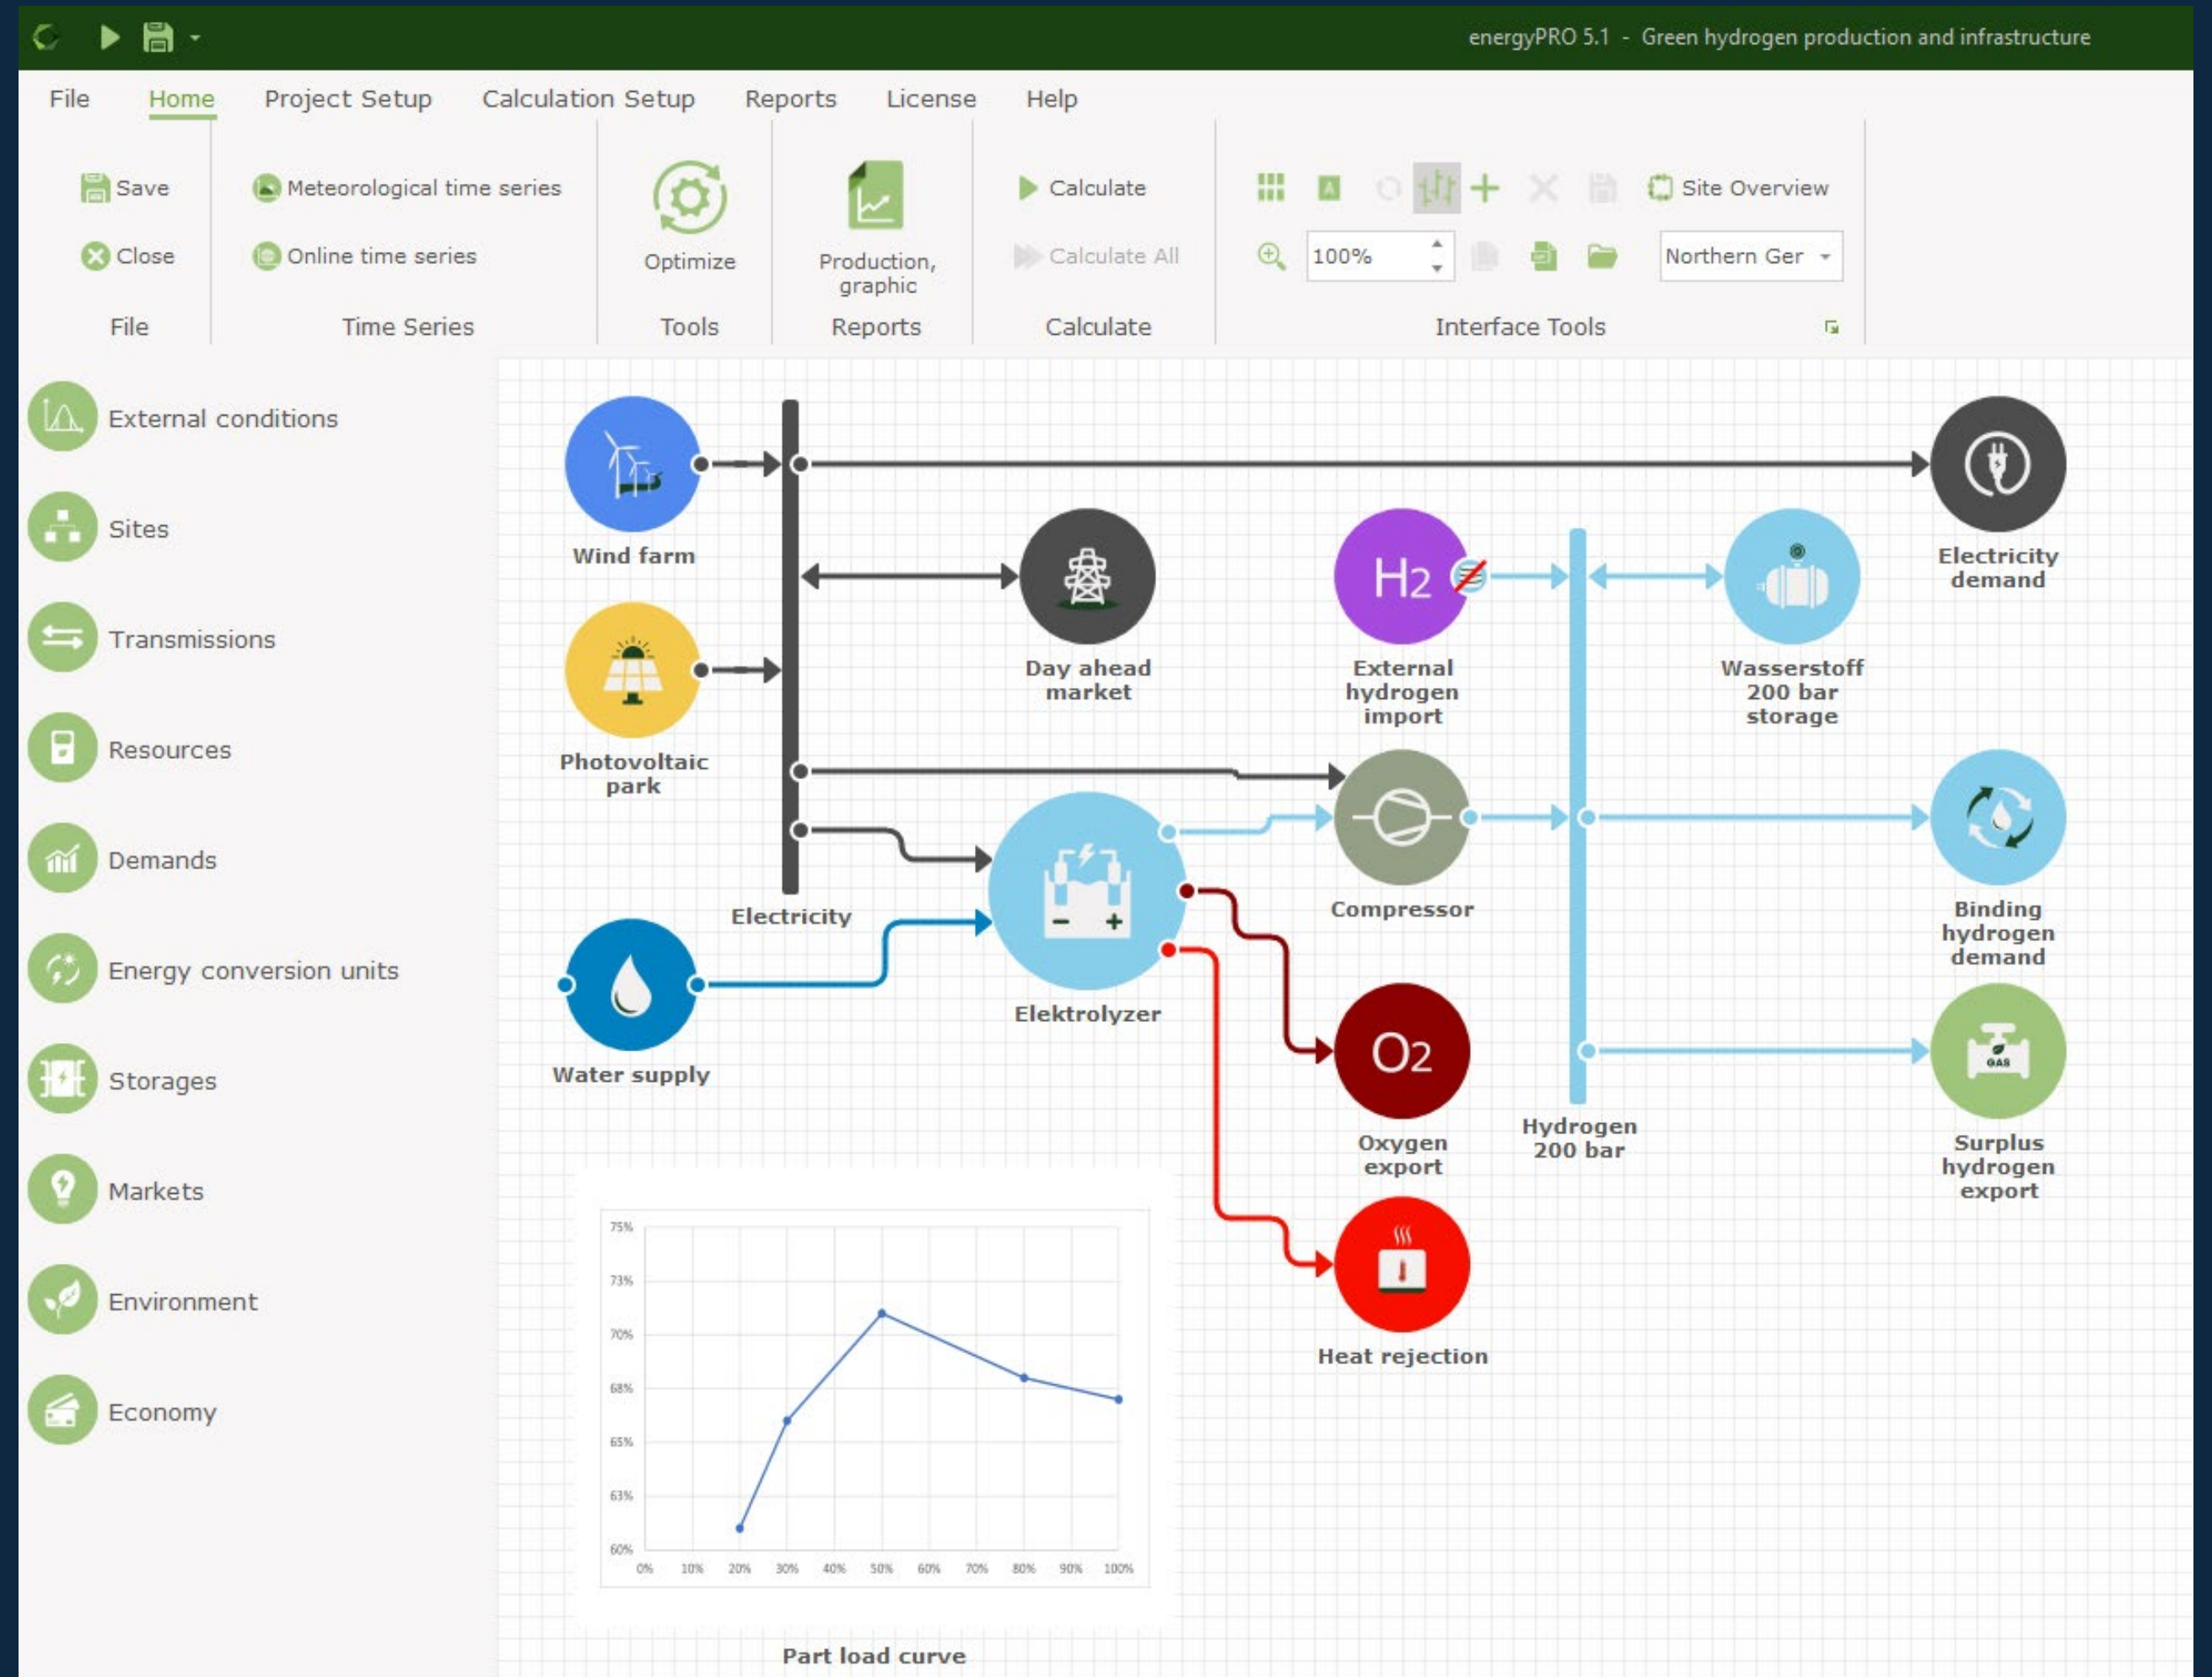 energyPRO 5.1 - Green hydrogen production and infrastructure
File Home Project Setup Calculation Setup Reports License Help
Save
Close
File
Meteorological time series
Online time series
Time Series
Optimize
Tools
Production,
graphic
Reports
Calculate
Calculate All
Calculate
A
Site Overview
100%
Northern Ger
Interface Tools
External conditions
Sites
Transmissions
Resources
Demands
Energy conversion units
Storages
Markets
Environment
Economy
Wind farm
Photovoltaic
park
Electricity
Water supply
Day ahead
market
Elektrolyzer
H2
External
hydrogen
import
Compressor
O2
Oxygen
export
Heat rejection
Hydrogen
200 bar
Wasserstoff
200 bar
storage
Electricity
demand
Binding
hydrogen
demand
GAS
Surplus
hydrogen
export
75%
73%
70%
68%
65%
63%
60%
0% 10% 20% 30% 40% 50% 60% 70% 80% 90% 100%
Part load curve